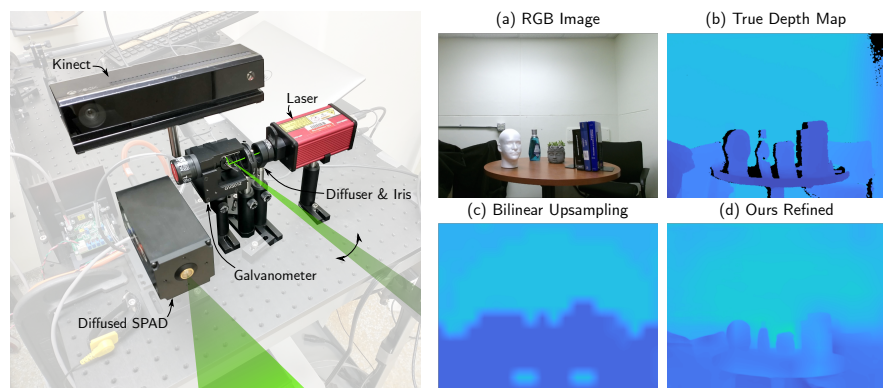 Kinect
Laser
Diffuser & Iris
Galvanometer
Diffused SPAD
(a) RGB Image
(b) True Depth Map
(c) Bilinear Upsampling
(d) Ours Refined